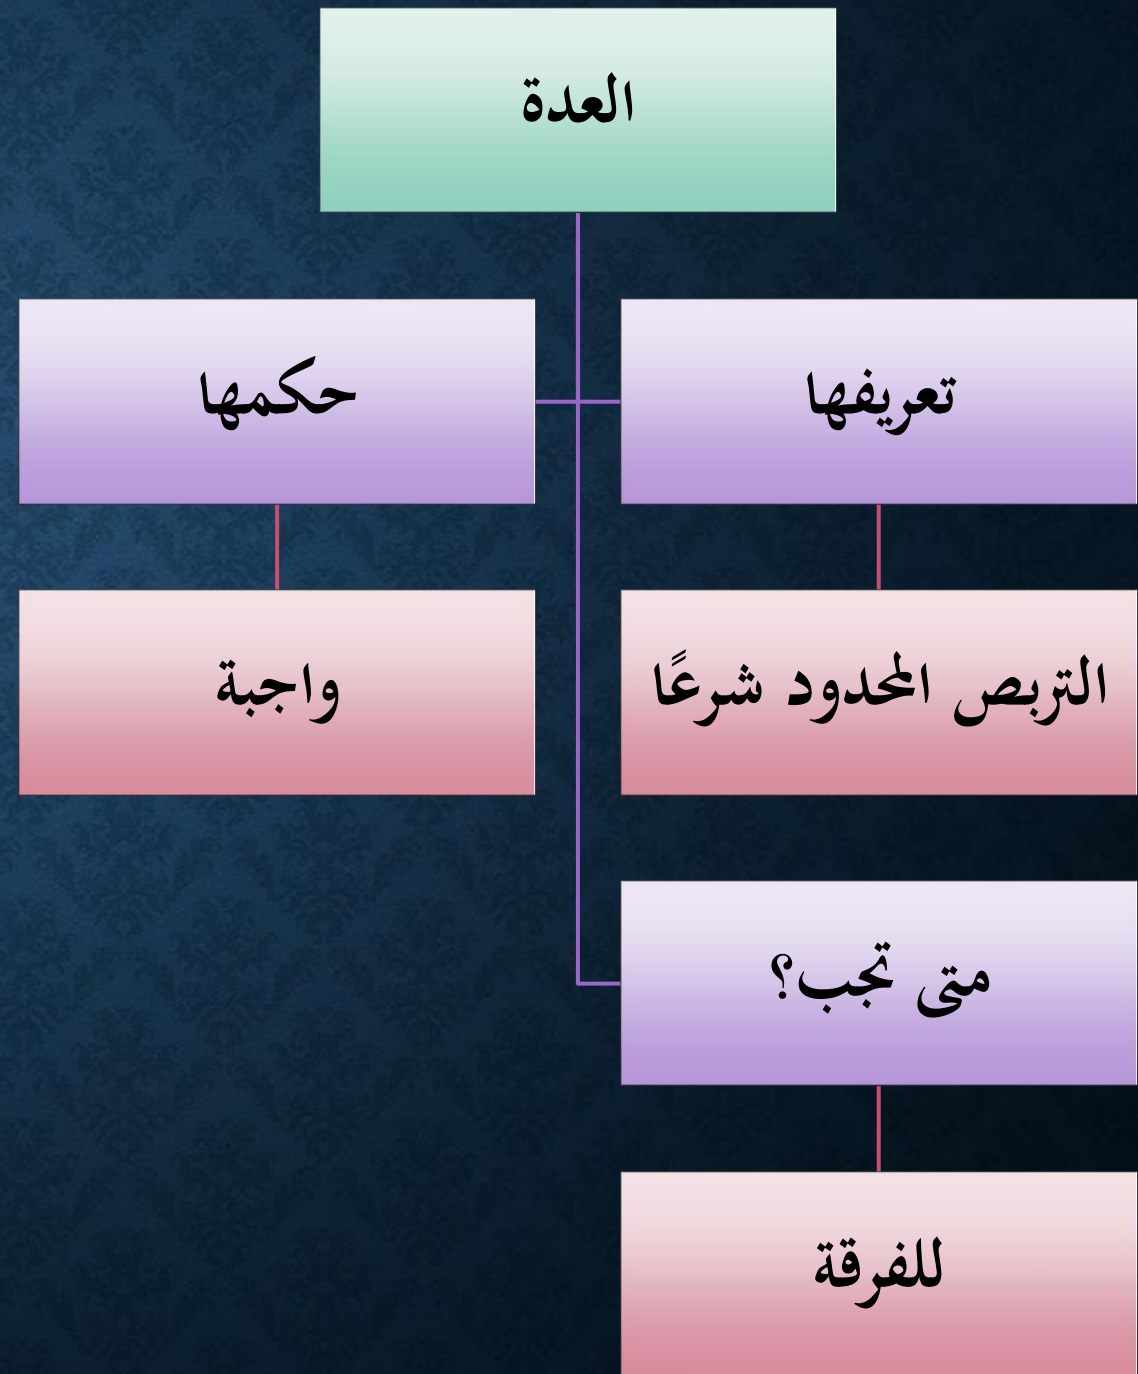 العدة
تعريفها
حكمها
التربص المحدود شرعًا
واجبة
متى تجب؟
للفرقة